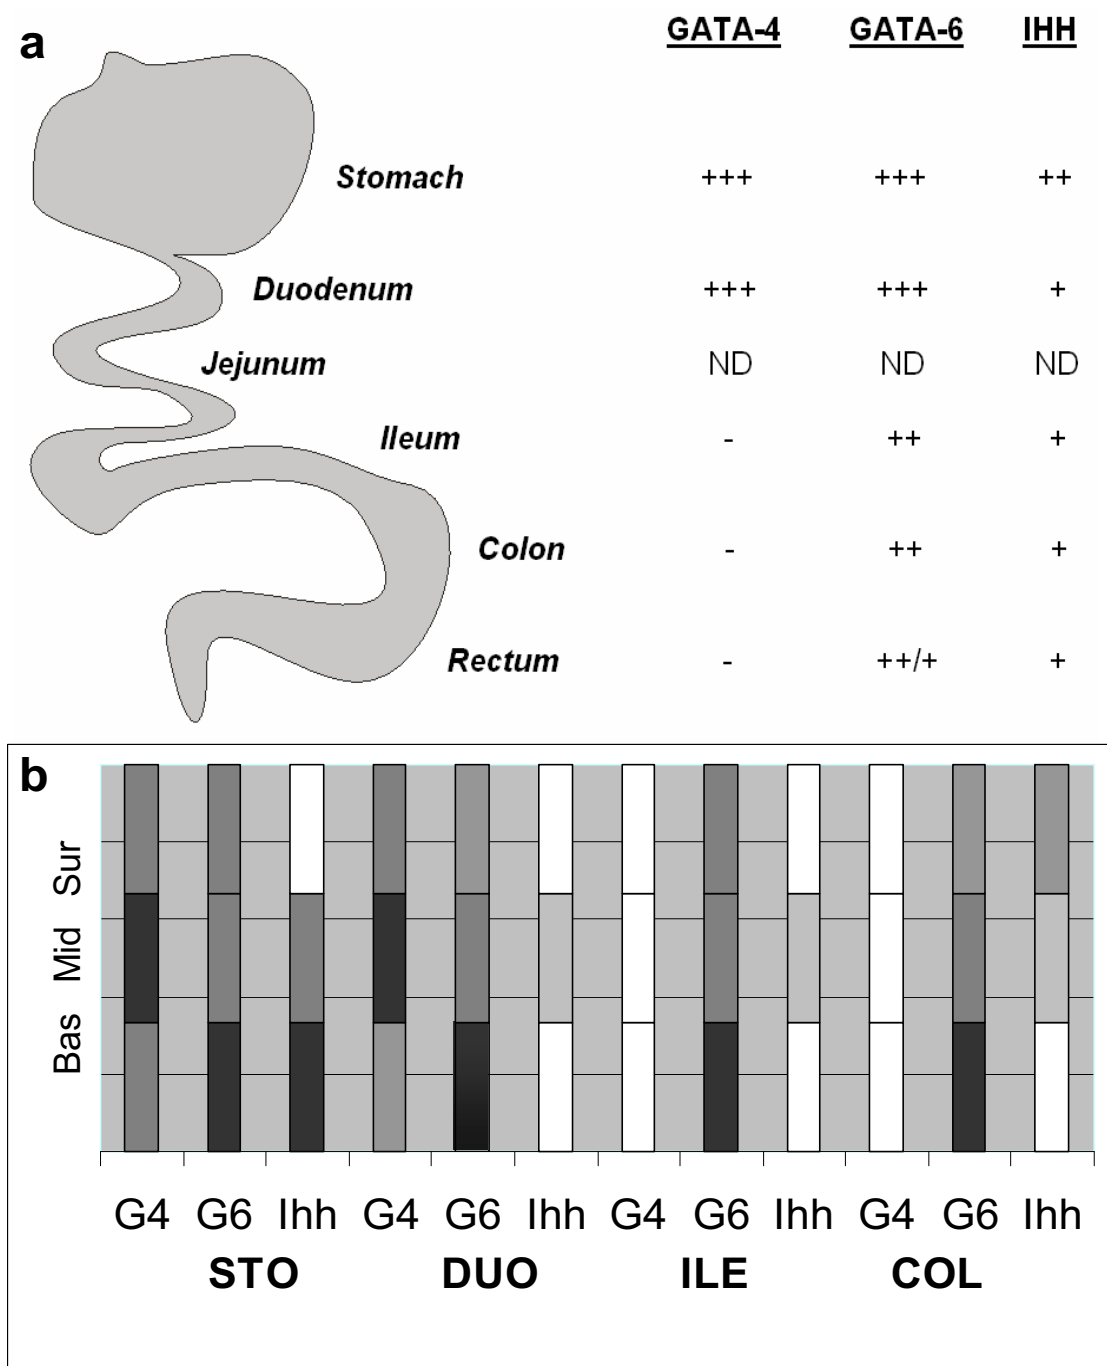 a
GATA-4 GATA-6 IHH
Stomach +++ +++ ++
Duodenum +++ +++ +
Jejunum ND ND ND
Ileum - ++ +
Colon - ++ +
Rectum - ++/+ +
b
Sur
Mid
Bas
G4 G6 Ihh G4 G6 Ihh G4 G6 Ihh G4 G6 Ihh
STO DUO ILE COL